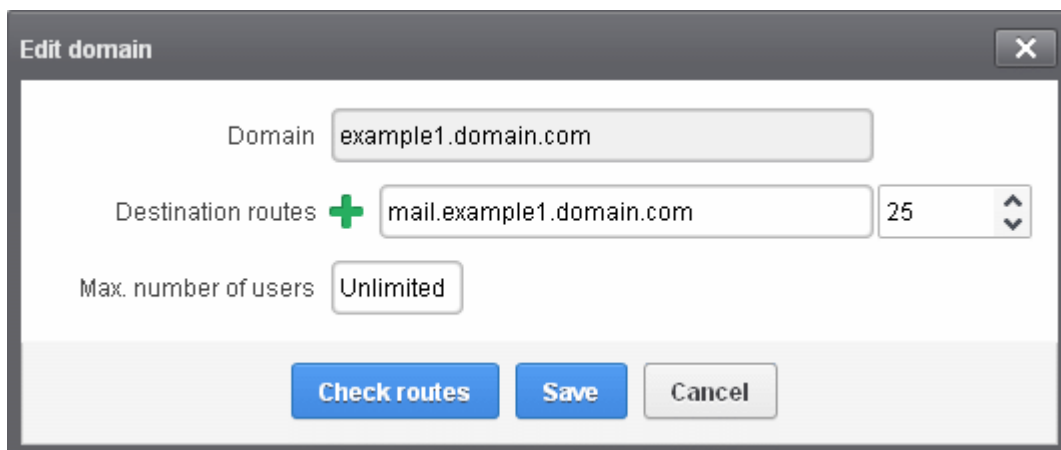 Edit domain
Domain example1.domain.com
Destination routes mail.example1.domain.com 25
Max. number of users Unlimited
Check routes Save Cancel